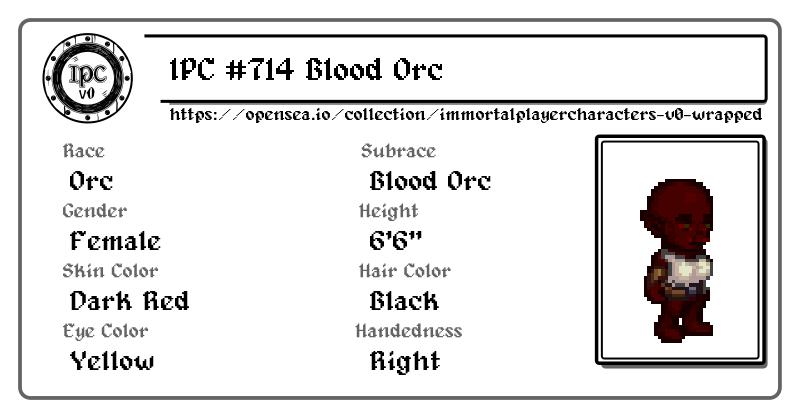 IPC
v0
IPC #714 Blood Orc
https://opensea.io/collection/immortalplayercharacters-v0-wrapped
Race
Orc
Subrace
Blood Orc
Gender
Female
Height
6'6"
Skin Color
Dark Red
Hair Color
Black
Eye Color
Yellow
Handedness
Right